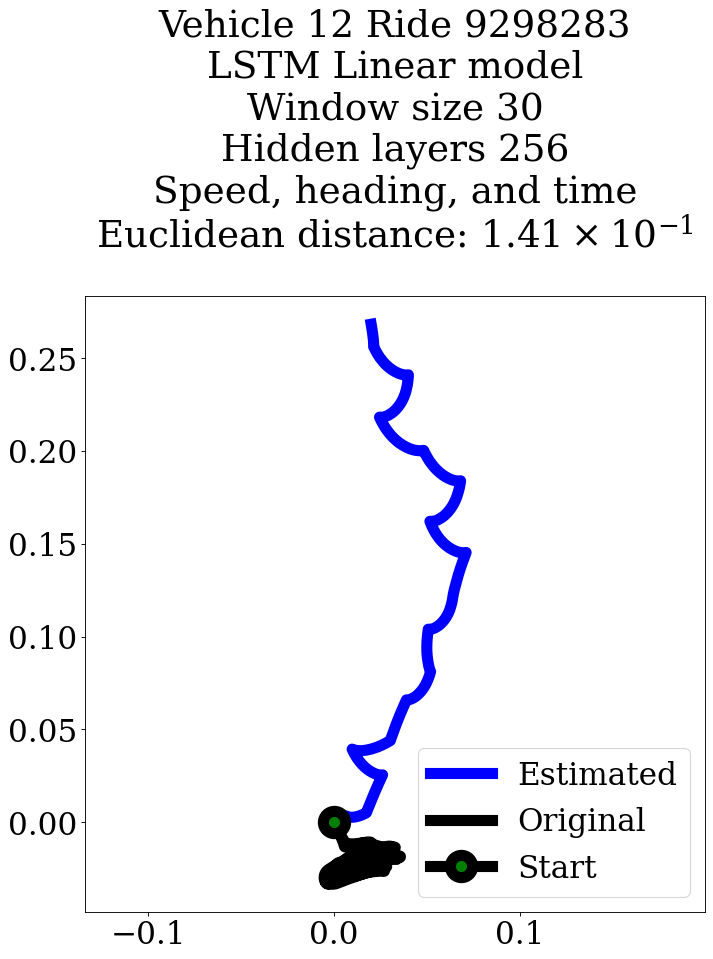 Vehicle 12 Ride 9298283
LSTM Linear model
Window size 30
Hidden layers 256
Speed, heading, and time
Euclidean distance: 1.41 × 10⁻¹
0.25
0.20
0.15
0.10
0.05
0.00
Estimated
Original
Start
−0.1
0.0
0.1